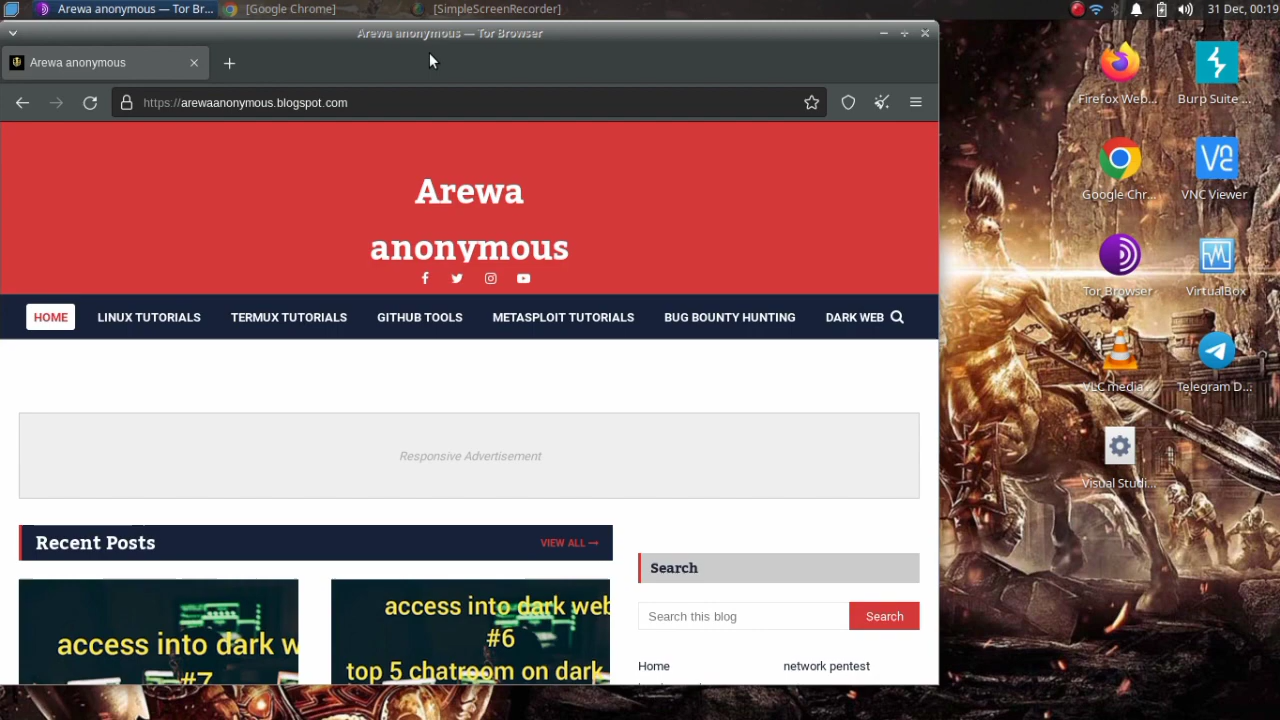 Arewa anonymous — Tor Br...
[Google Chrome]
[SimpleScreenRecorder]
31 Dec, 00:19
Arewa anonymous — Tor Browser
Arewa anonymous
https://arewaanonymous.blogspot.com
Arewa
anonymous
HOME
LINUX TUTORIALS
TERMUX TUTORIALS
GITHUB TOOLS
METASPLOIT TUTORIALS
BUG BOUNTY HUNTING
DARK WEB
Responsive Advertisement
Recent Posts
VIEW ALL
access into dark w
#7
access into dark web
#6
top 5 chatroom on dark
Search
Search this blog
Search
Home
network pentest
Firefox Web...
Burp Suite ...
Google Chr...
VNC Viewer
Tor Browser
VirtualBox
VLC media ...
Telegram D...
Visual Studi...